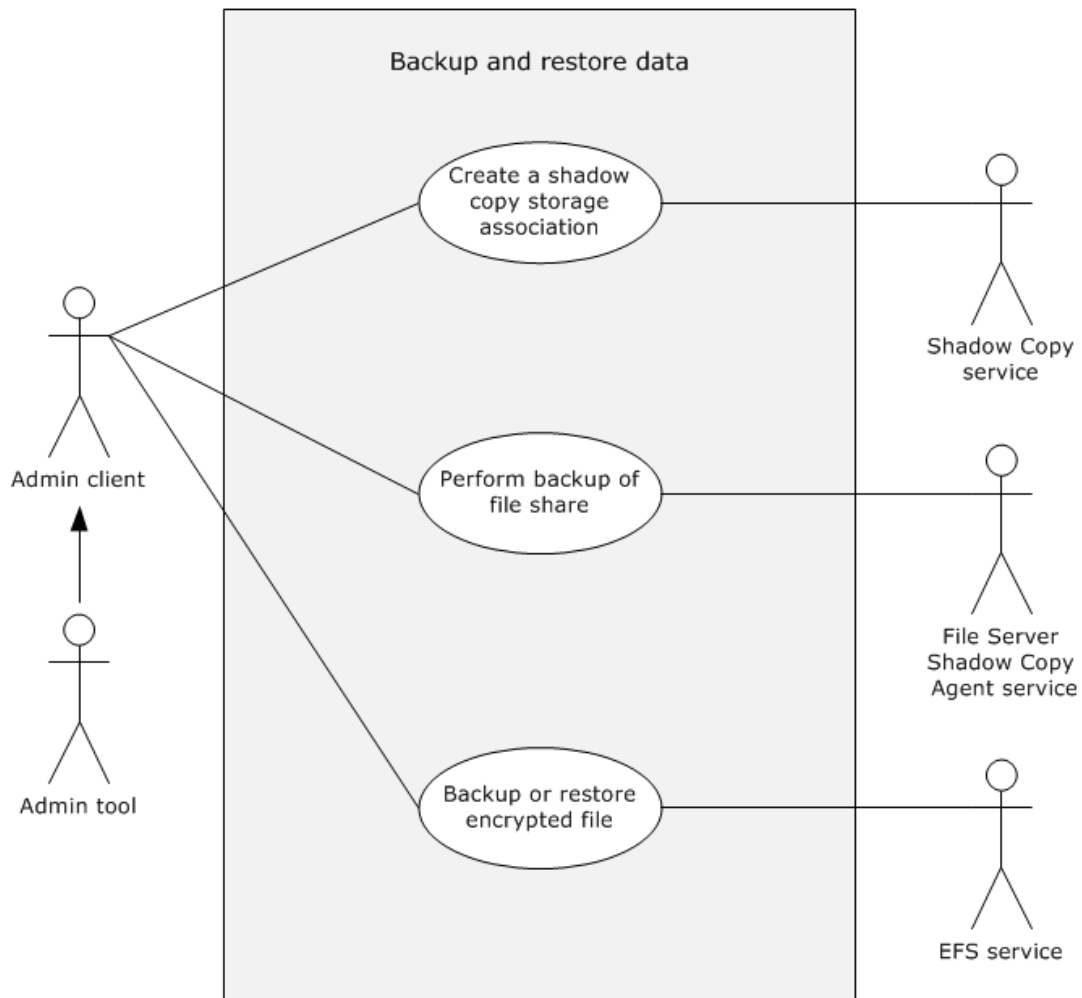 Backup and restore data
Create a shadow
copy storage
association
Shadow Copy
service
Admin client
Perform backup of
file share
File Server
Shadow Copy
Agent service
Admin tool
Backup or restore
encrypted file
EFS service